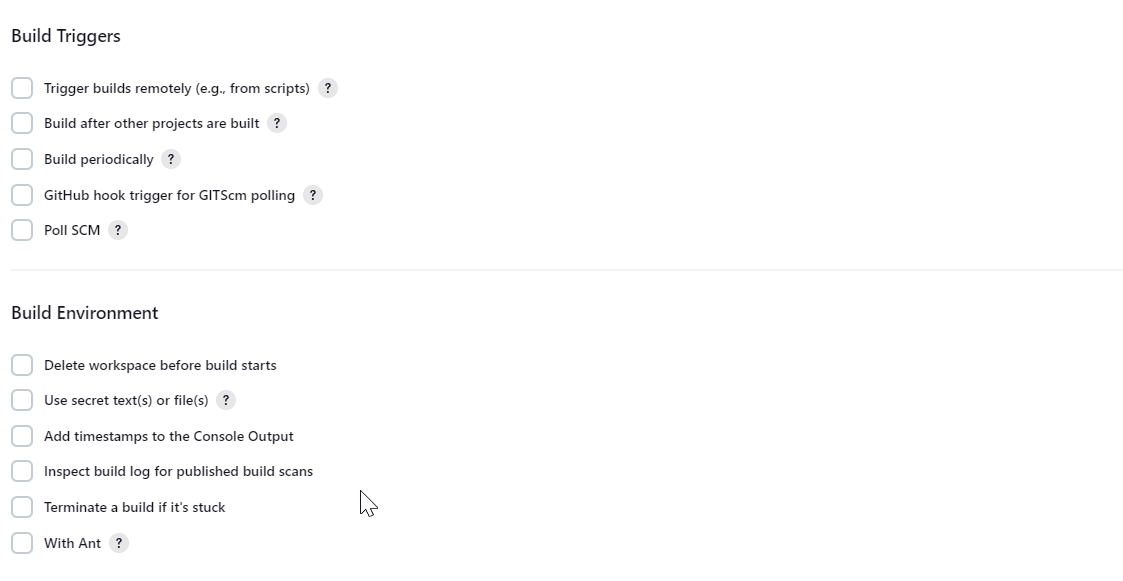 Build Triggers
Trigger builds remotely (e.g., from scripts) ?
Build after other projects are built ?
Build periodically ?
GitHub hook trigger for GITScm polling ?
Poll SCM ?
Build Environment
Delete workspace before build starts
Use secret text(s) or file(s) ?
Add timestamps to the Console Output
Inspect build log for published build scans
Terminate a build if it's stuck
With Ant ?